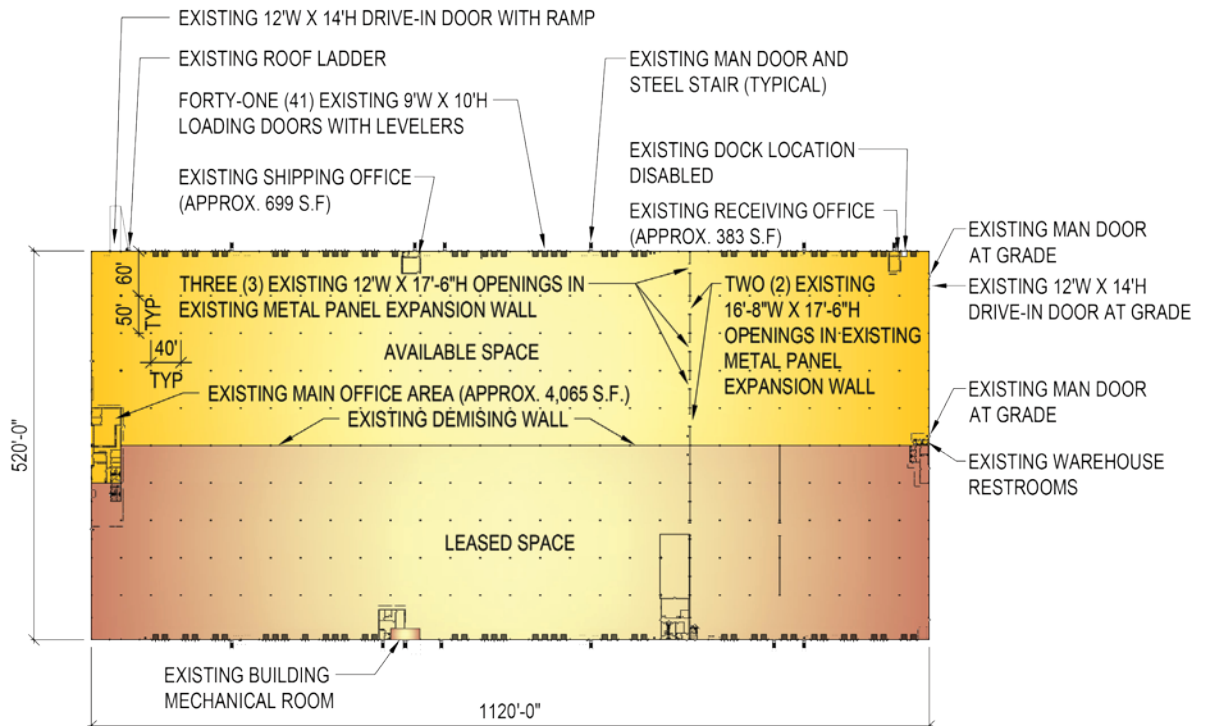 EXISTING 12'W X 14'H DRIVE-IN DOOR WITH RAMP
EXISTING ROOF LADDER
FORTY-ONE (41) EXISTING 9'W X 10'H
LOADING DOORS WITH LEVELERS
EXISTING SHIPPING OFFICE
(APPROX. 699 S.F)
EXISTING MAN DOOR AND
STEEL STAIR (TYPICAL)
EXISTING DOCK LOCATION
DISABLED
EXISTING RECEIVING OFFICE
(APPROX. 383 S.F)
EXISTING MAN DOOR
AT GRADE
EXISTING 12'W X 14'H
DRIVE-IN DOOR AT GRADE
60'
50'
TYP
40'
TYP
THREE (3) EXISTING 12'W X 17'-6"H OPENINGS IN
EXISTING METAL PANEL EXPANSION WALL
TWO (2) EXISTING
16'-8"W X 17'-6"H
OPENINGS IN EXISTING
METAL PANEL
EXPANSION WALL
AVAILABLE SPACE
EXISTING MAIN OFFICE AREA (APPROX. 4,065 S.F.)
EXISTING DEMISING WALL
EXISTING MAN DOOR
AT GRADE
EXISTING WAREHOUSE
RESTROOMS
520'-0"
LEASED SPACE
EXISTING BUILDING
MECHANICAL ROOM
1120'-0"